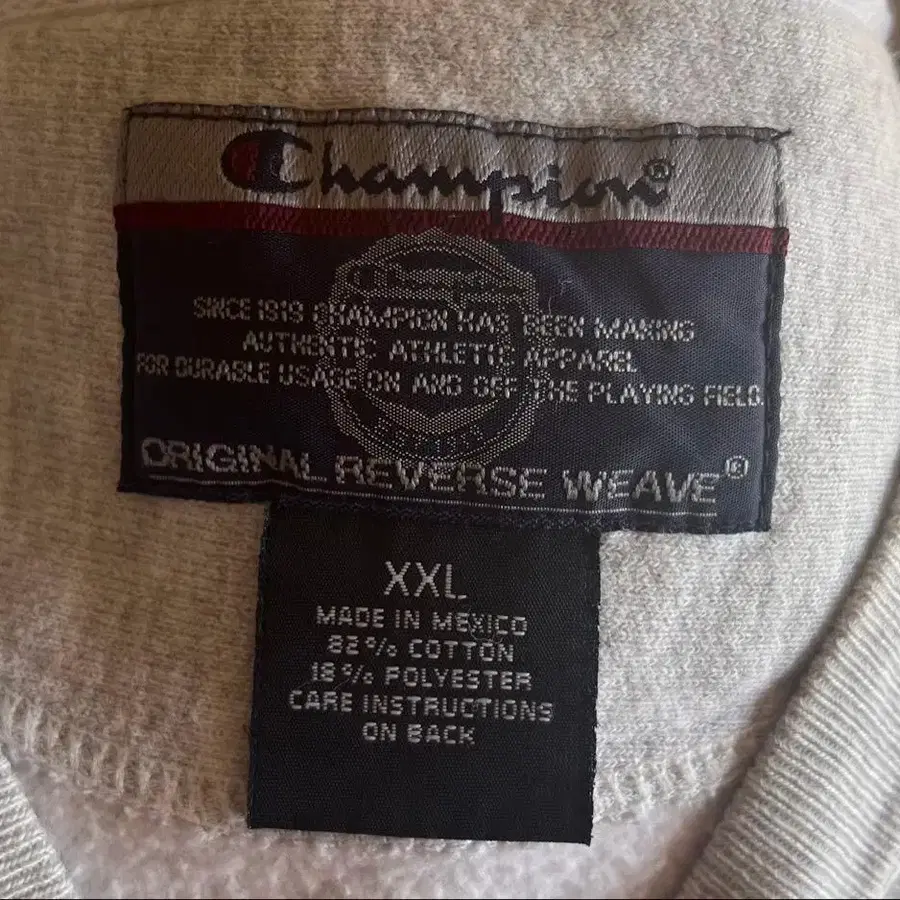 Champion®
Champion
SINCE 1919 CHAMPION HAS BEEN MAKING
AUTHENTIC ATHLETIC APPAREL
FOR DURABLE USAGE ON AND OFF THE PLAYING FIELD.
ORIGINAL REVERSE WEAVE®
XXL
MADE IN MEXICO
82% COTTON
18% POLYESTER
CARE INSTRUCTIONS
ON BACK